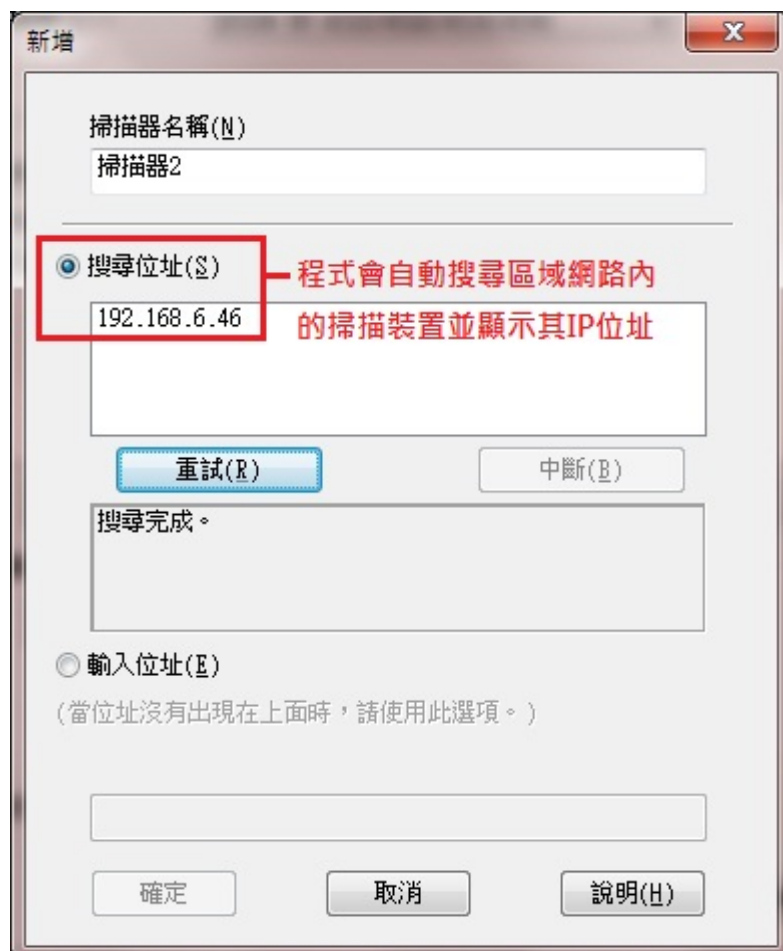 新增
掃描器名稱(N)
掃描器2
搜尋位址(S)
程式會自動搜尋區域網路內
192.168.6.46
的掃描裝置並顯示其IP位址
重試(R)
中斷(B)
搜尋完成。
輸入位址(E)
(當位址沒有出現在上面時，請使用此選項。)
確定
取消
說明(H)